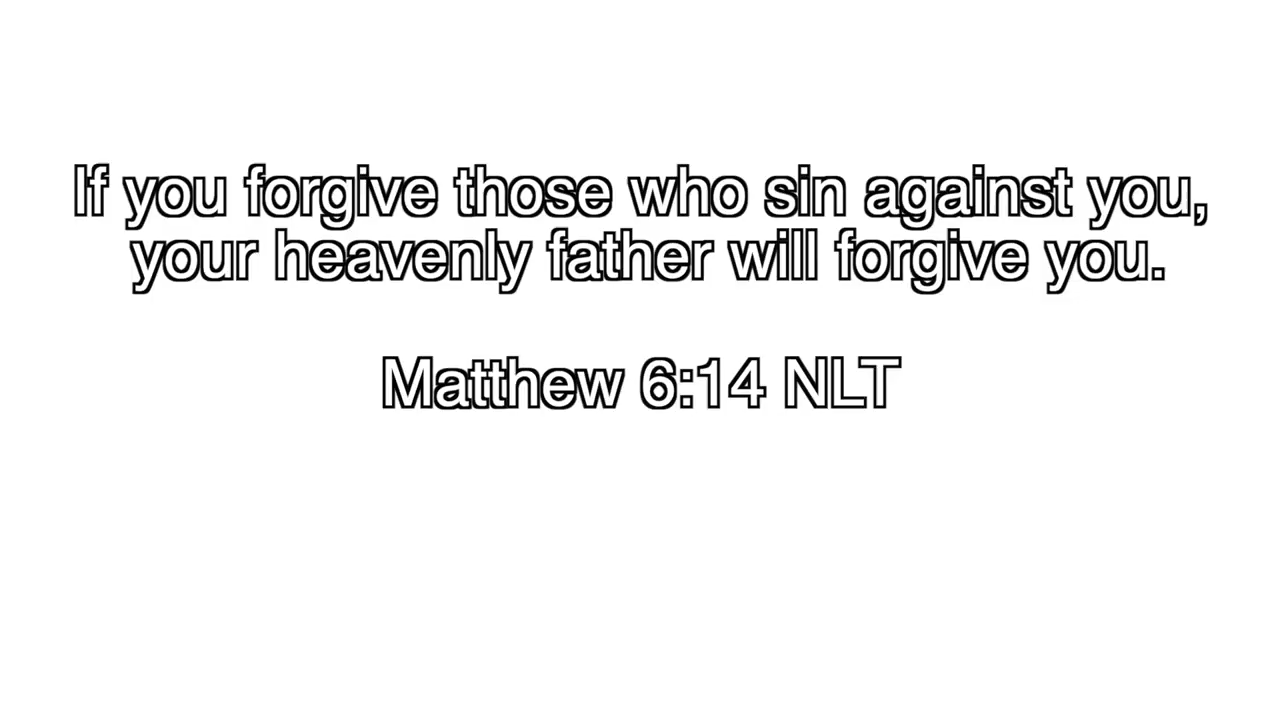 If you forgive those who sin against you,
your heavenly father will forgive you.
Matthew 6:14 NLT